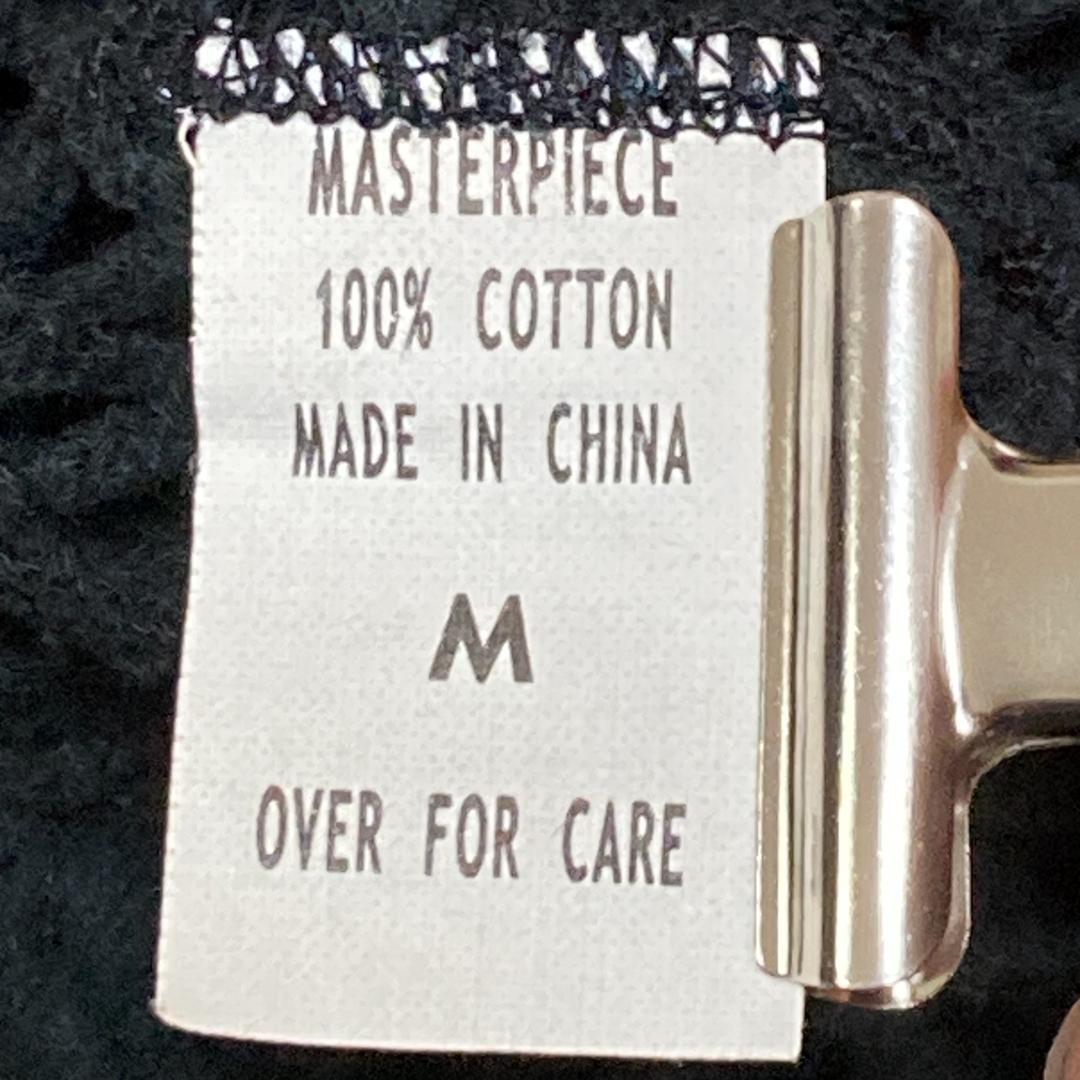 MASTERPIECE
100% COTTON
MADE IN CHINA
M
OVER FOR CARE